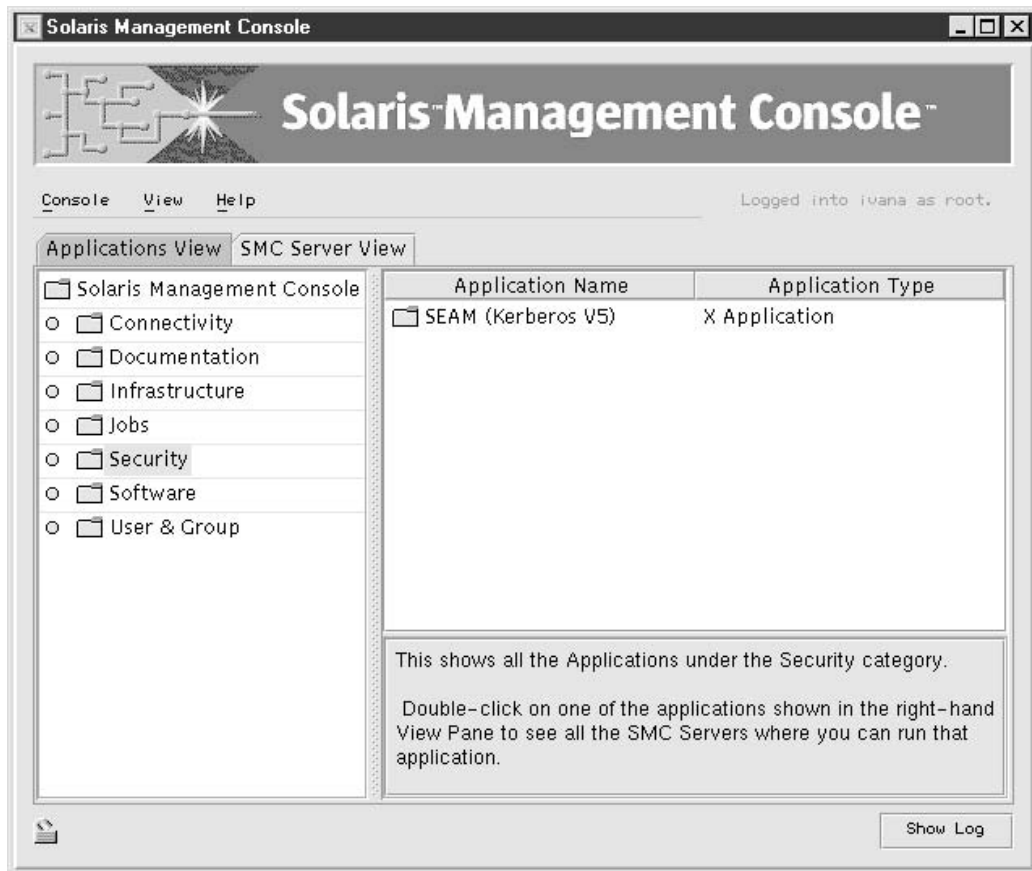 Solaris Management Console
Solaris™Management Console™
Console View Help
Logged into ivana as root.
Applications View SMC Server View
Solaris Management Console
Connectivity
Documentation
Infrastructure
Jobs
Security
Software
User & Group
Application Name Application Type
SEAM (Kerberos V5) X Application
This shows all the Applications under the Security category.
Double-click on one of the applications shown in the right-hand
View Pane to see all the SMC Servers where you can run that
application.
Show Log